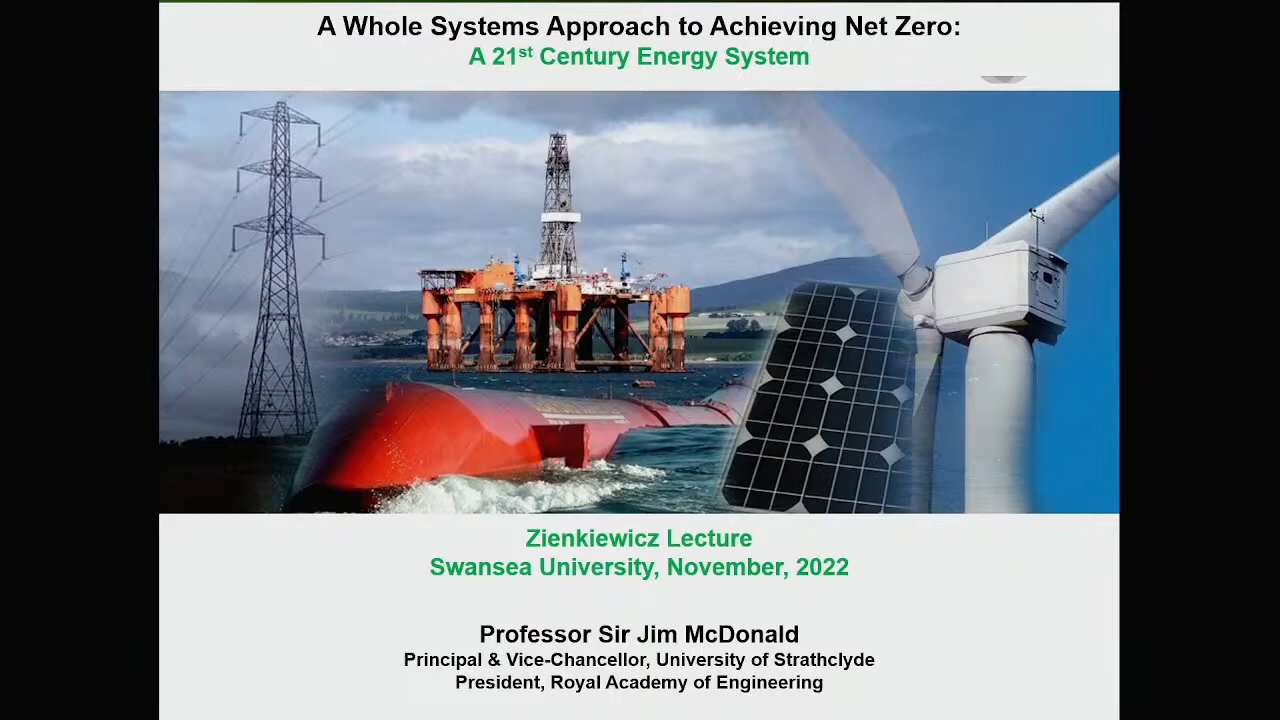 A Whole Systems Approach to Achieving Net Zero:
A 21st Century Energy System
Zienkiewicz Lecture
Swansea University, November, 2022
Professor Sir Jim McDonald
Principal & Vice-Chancellor, University of Strathclyde
President, Royal Academy of Engineering